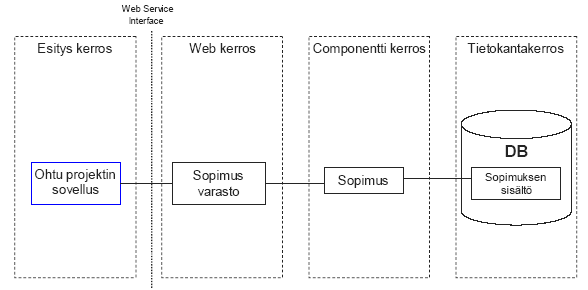 Web Service
Interface
Esitys kerros
Web kerros
Componentti kerros
Tietokantakerros
Ohtu projektin
sovellus
Sopimus
varasto
Sopimus
DB
Sopimuksen
sisältö